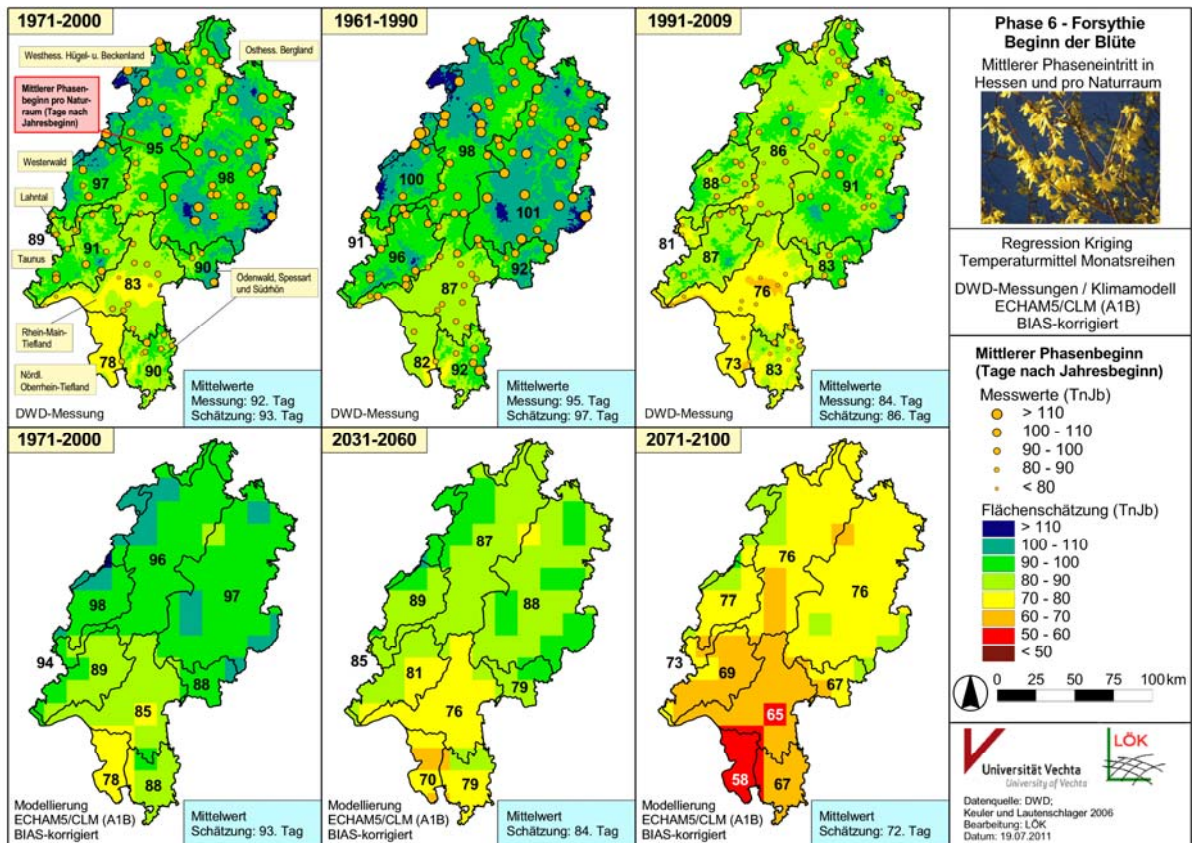 1971-2000
Westhess. Hügel- u. Beckenland
Osthess. Bergland
Mittlerer Phasen-
beginn pro Natur-
raum (Tage nach
Jahresbeginn)
Westerwald
Lahntal
Taunus
Rhein-Main-
Tiefland
Nördl.
Oberrhein-Tiefland
Odenwald, Spessart
und Südrhön
95
97
98
89
91
90
83
78
90
DWD-Messung
Mittelwerte
Messung: 92. Tag
Schätzung: 93. Tag
1961-1990
98
100
101
91
96
92
87
82
92
DWD-Messung
Mittelwerte
Messung: 95. Tag
Schätzung: 97. Tag
1991-2009
86
88
91
81
87
83
76
73
83
Mittelwerte
Messung: 84. Tag
Schätzung: 86. Tag
1971-2000
96
98
97
94
89
88
85
78
88
Modellierung
ECHAM5/CLM (A1B)
BIAS-korrigiert
Mittelwert
Schätzung: 93. Tag
2031-2060
87
89
88
85
81
79
76
70
79
Modellierung
ECHAM5/CLM (A1B)
BIAS-korrigiert
Mittelwert
Schätzung: 84. Tag
2071-2100
76
77
76
73
69
67
65
58
67
Modellierung
ECHAM5/CLM (A1B)
BIAS-korrigiert
Mittelwert
Schätzung: 72. Tag
Phase 6 - Forsythie
Beginn der Blüte
Mittlerer Phaseneintritt in
Hessen und pro Naturraum
Regression Kriging
Temperaturmittel Monatsreihen
DWD-Messungen / Klimamodell
ECHAM5/CLM (A1B)
BIAS-korrigiert
Mittlerer Phasenbeginn
(Tage nach Jahresbeginn)
Messwerte (TnJb)
> 110
100 - 110
90 - 100
80 - 90
< 80
Flächenschätzung (TnJb)
> 110
100 - 110
90 - 100
80 - 90
70 - 80
60 - 70
50 - 60
< 50
0 25 50 75 100 km
Universität Vechta
University of Vechta
LÖK
Datenquelle: DWD;
Keuler und Lautenschlager 2006
Bearbeitung: LÖK
Datum: 19.07.2011